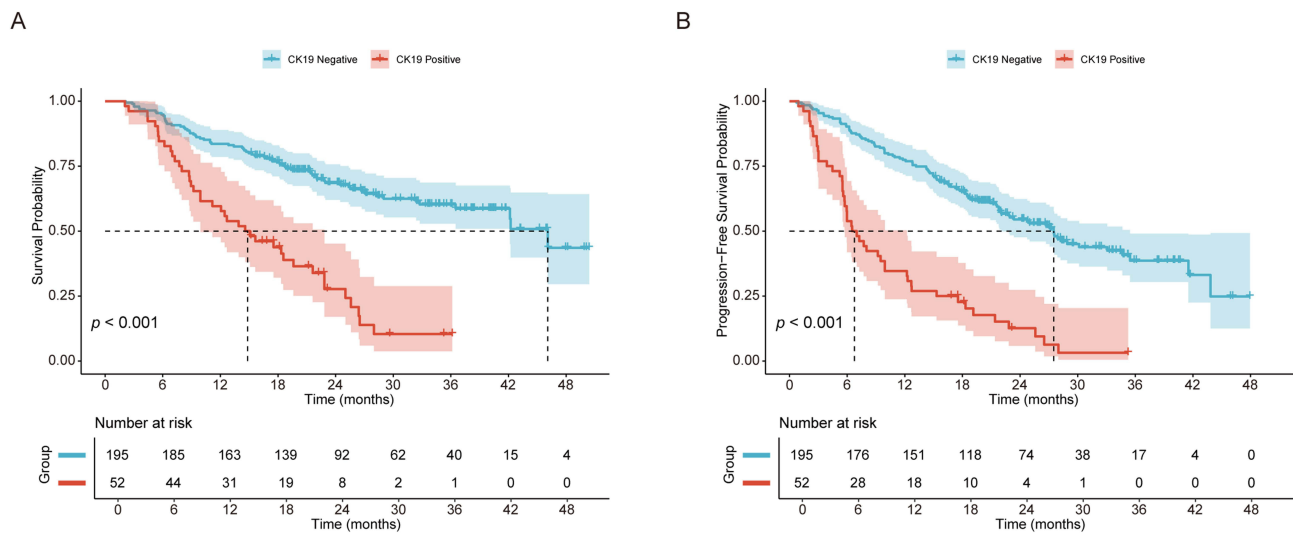 A
CK19 Negative CK19 Positive
Survival Probability
1.00
0.75
0.50
0.25
0.00
p < 0.001
0 6 12 18 24 30 36 42 48
Time (months)
Number at risk
Group
195 185 163 139 92 62 40 15 4
52 44 31 19 8 2 1 0 0
0 6 12 18 24 30 36 42 48
Time (months)
B
CK19 Negative CK19 Positive
Progression−Free Survival Probability
1.00
0.75
0.50
0.25
0.00
p < 0.001
0 6 12 18 24 30 36 42 48
Time (months)
Number at risk
Group
195 176 151 118 74 38 17 4 0
52 28 18 10 4 1 0 0 0
0 6 12 18 24 30 36 42 48
Time (months)